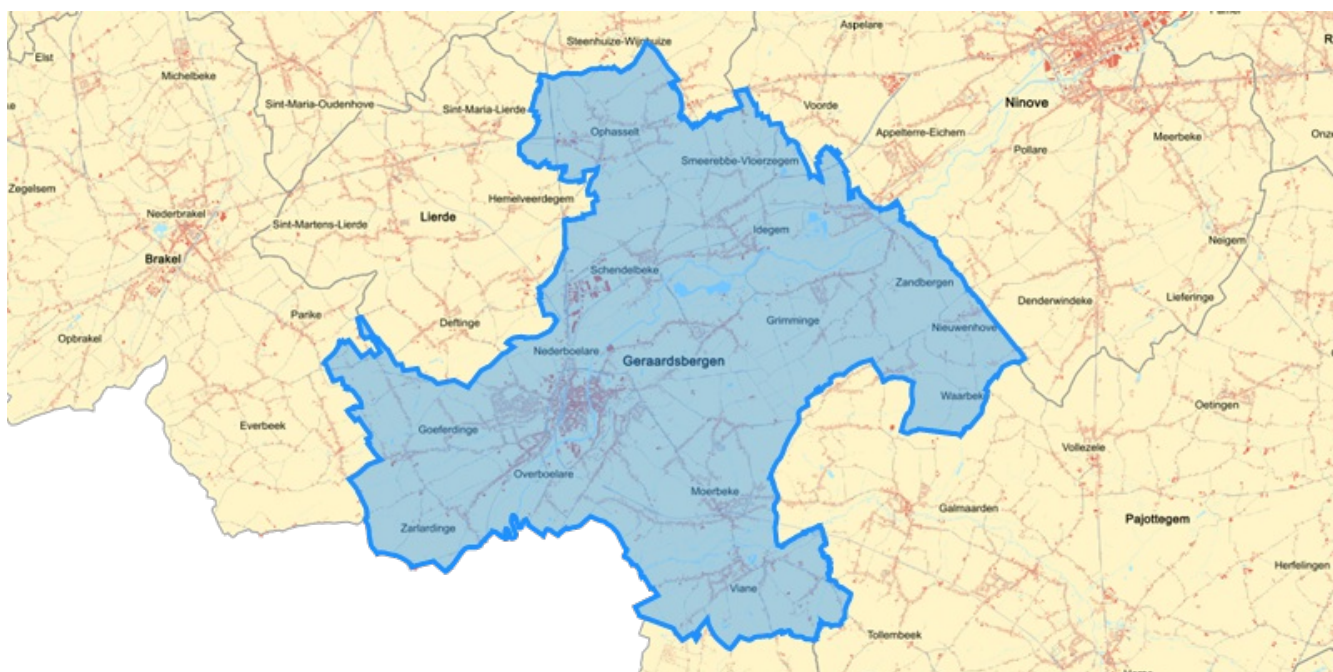 Aspelare
Steenhuize-Wijnhuize
Elst
Michelbeke
Ninove
Sint-Maria-Oudenhove
Sint-Maria-Lierde
Voorde
Ophasselt
Appelterre-Eichem
Meerbeke
Pollare
Smeerebbe-Vloerzegem
Zegelsem
Hemelveerdegem
Nederbrakel
Lierde
Sint-Martens-Lierde
Idegem
Neigem
Brakel
Schendelbeke
Zandbergen
Denderwindeke
Lieferinge
Parike
Deftinge
Grimminge
Nieuwenhove
Opbrakel
Nederboelare
Geraardsbergen
Waarbek
Oetingen
Everbeek
Goeferdinge
Vollezele
Overboelare
Moerbeke
Galmaarden
Pajottegem
Zarlardinge
Herfelingen
Viane
Tollembeek